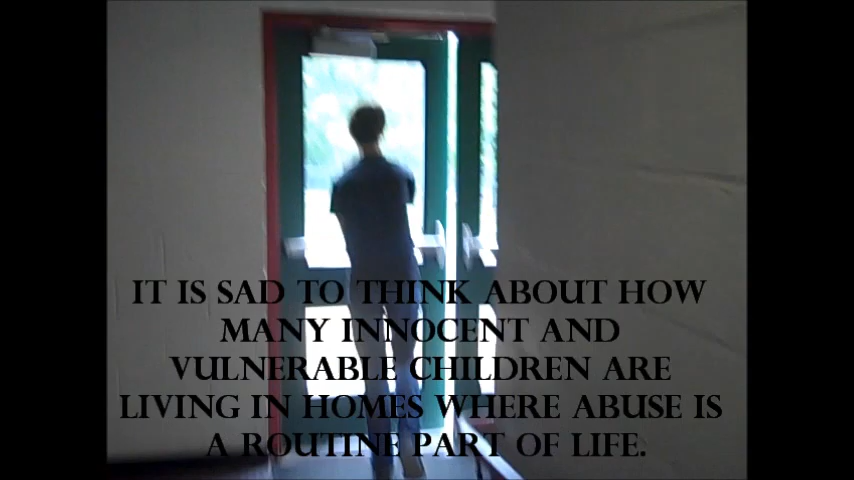 IT IS SAD TO THINK ABOUT HOW
MANY INNOCENT AND
VULNERABLE CHILDREN ARE
LIVING IN HOMES WHERE ABUSE IS
A ROUTINE PART OF LIFE.